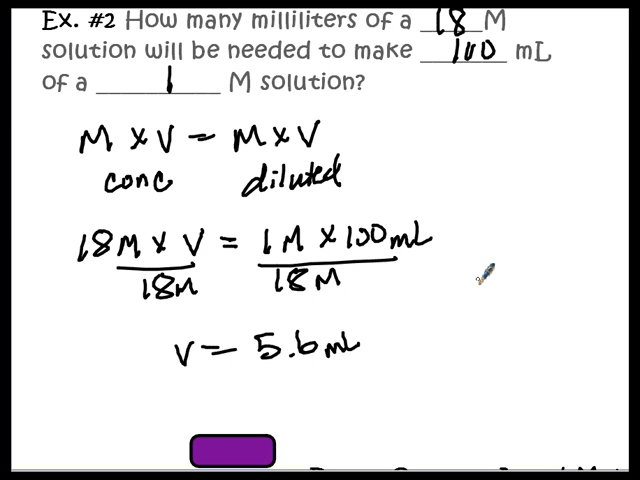 Ex. #2 How many milliliters of a 18 M
solution will be needed to make 100 mL
of a 1 M solution?
M x V = M x V
conc diluted
18M x V = 1M x 100mL
18M 18M
V = 5.6mL